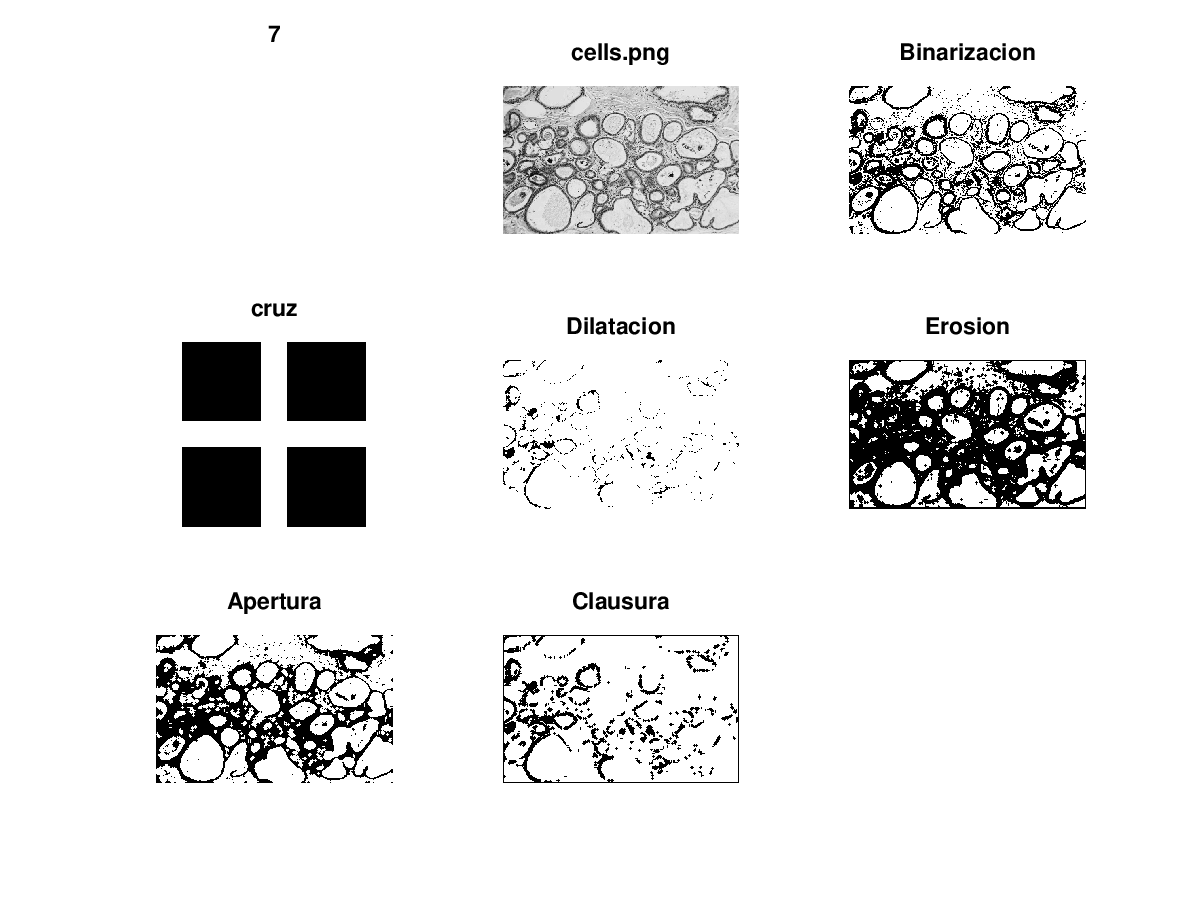 7
cells.png
Binarizacion
cruz
Dilatacion
Erosion
Apertura
Clausura